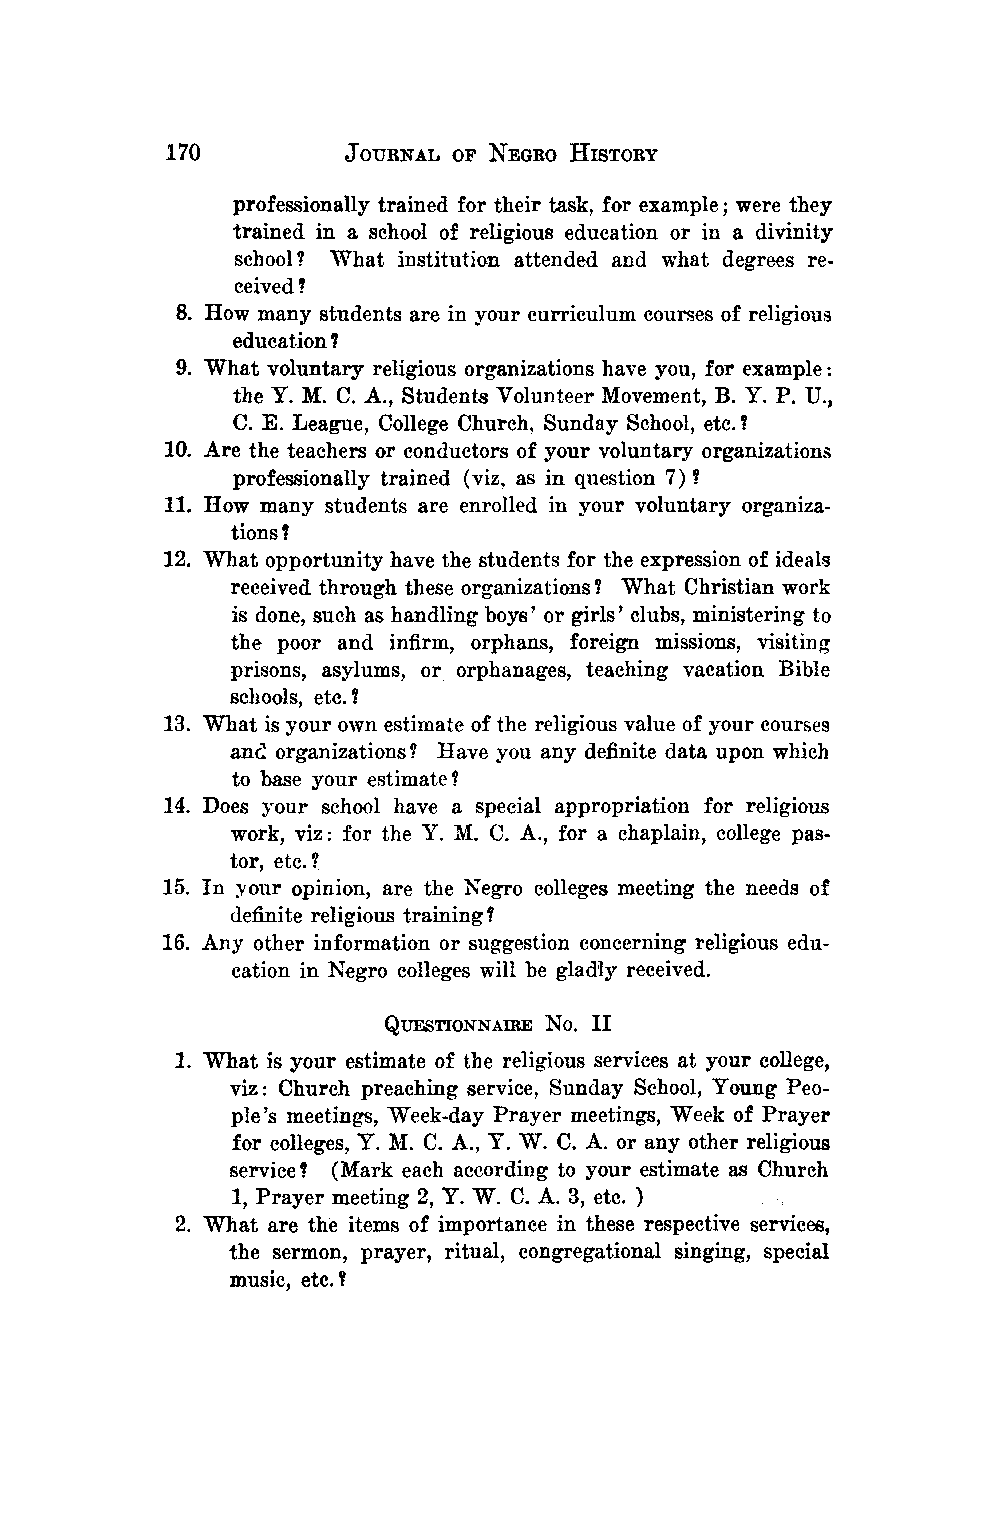 170 JOURNAL OF NEGRO HISTORY
professionally trained for their task, for example; were they
trained in a school of religious education or in a divinity
school? What institution attended and what degrees re-
ceived?
8. How many students are in your curriculum courses of religious
education?
9. What voluntary religious organizations have you, for example:
the Y. M. C. A., Students Volunteer Movement, B. Y. P. U.,
C. E. League, College Church, Sunday School, etc.?
10. Are the teachers or conductors of your voluntary organizations
professionally trained (viz, as in question 7)?
11. How many students are enrolled in your voluntary organiza-
tions?
12. What opportunity have the students for the expression of ideals
received through these organizations? What Christian work
is done, such as handling boys' or girls' clubs, ministering to
the poor and infirm, orphans, foreign missions, visiting
prisons, asylums, or orphanages, teaching vacation Bible
schools, etc.?
13. What is your own estimate of the religious value of your courses
and organizations? Have you any definite data upon which
to base your estimate?
14. Does your school have a special appropriation for religious
work, viz: for the Y. M. C. A., for a chaplain, college pas-
tor, etc.?
15. In your opinion, are the Negro colleges meeting the needs of
definite religious training?
16. Any other information or suggestion concerning religious edu-
cation in Negro colleges will be gladly received.
QUESTIONNAIRE NO. II
1. What is your estimate of the religious services at your college,
viz: Church preaching service, Sunday School, Young Peo-
ple's meetings, Week-day Prayer meetings, Week of Prayer
for colleges, Y. M. C. A., Y. W. C. A. or any other religious
service? (Mark each according to your estimate as Church
1, Prayer meeting 2, Y. W. C. A. 3, etc. )
2. What are the items of importance in these respective services,
the sermon, prayer, ritual, congregational singing, special
music, etc.?